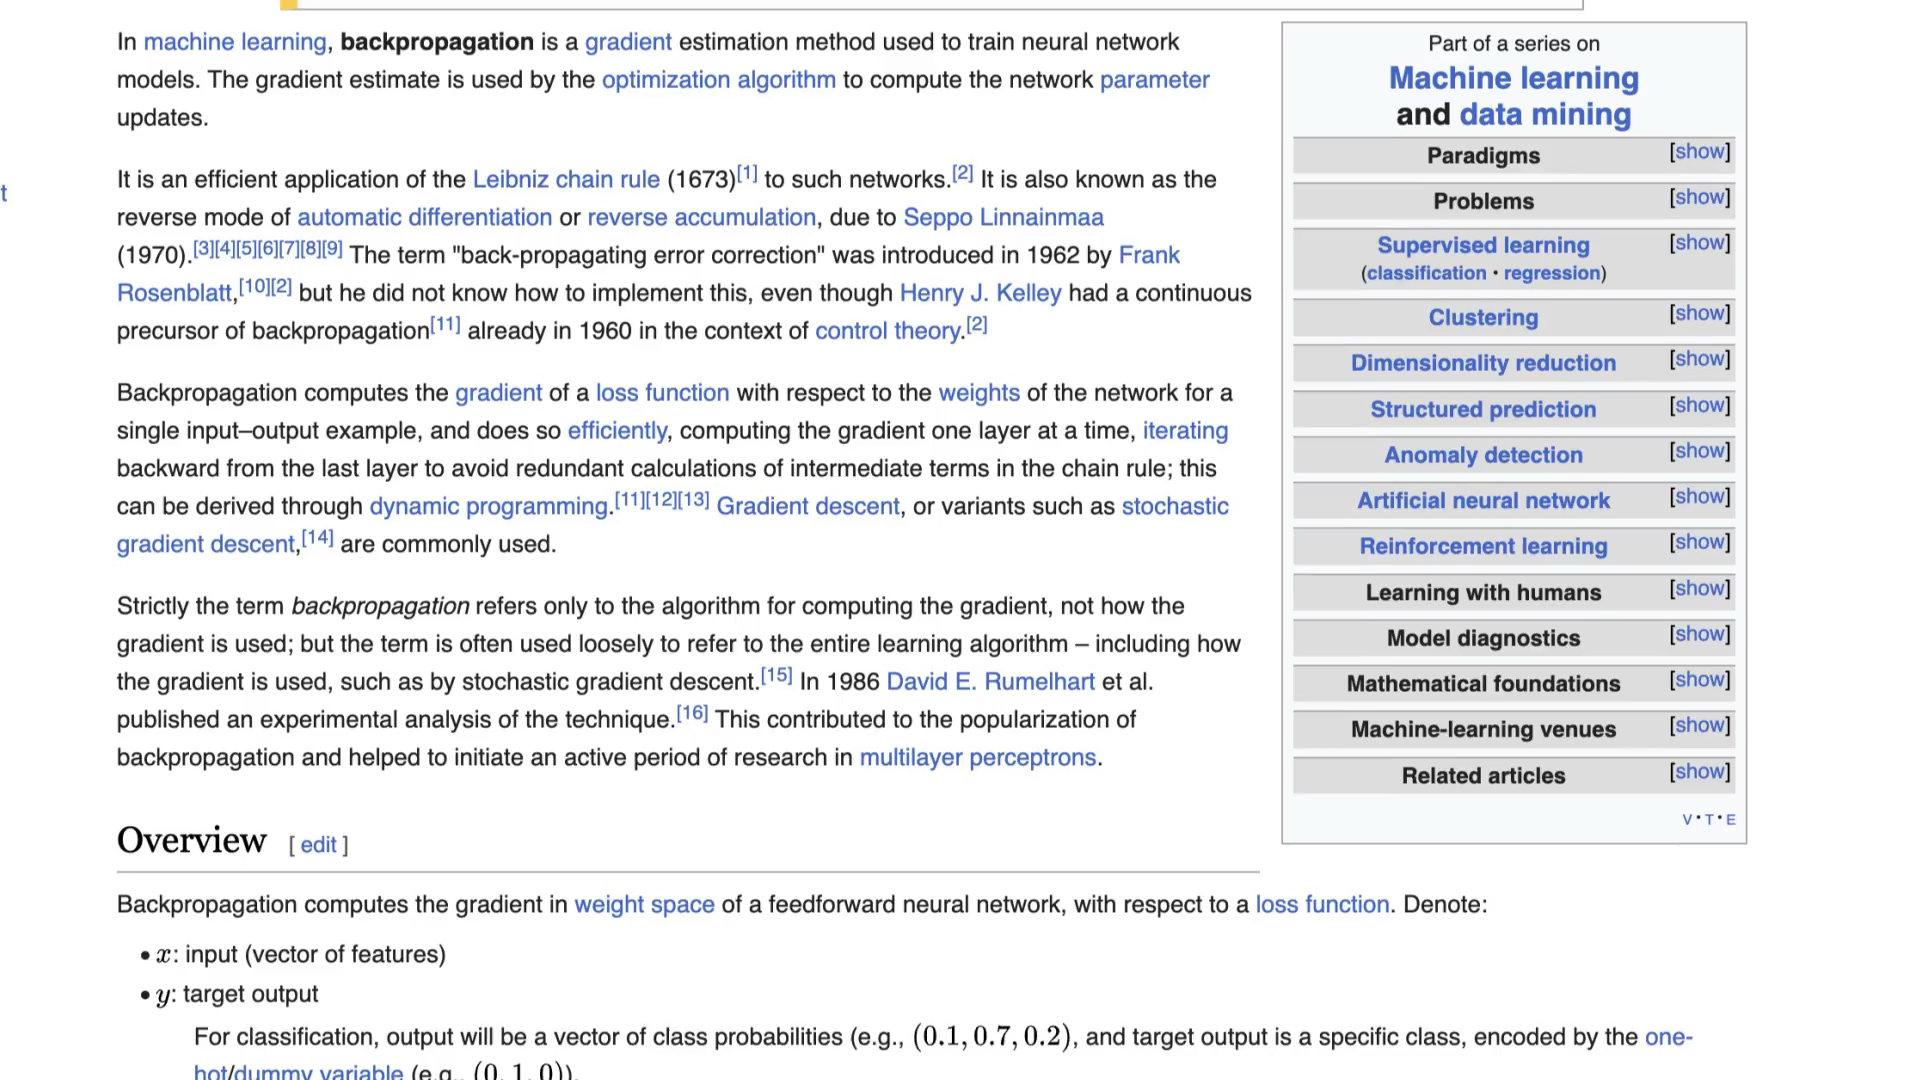 In machine learning, backpropagation is a gradient estimation method used to train neural network
models. The gradient estimate is used by the optimization algorithm to compute the network parameter
updates.
t
It is an efficient application of the Leibniz chain rule (1673)[1] to such networks.[2] It is also known as the
reverse mode of automatic differentiation or reverse accumulation, due to Seppo Linnainmaa
(1970).[3][4][5][6][7][8][9] The term "back-propagating error correction" was introduced in 1962 by Frank
Rosenblatt,[10][2] but he did not know how to implement this, even though Henry J. Kelley had a continuous
precursor of backpropagation[11] already in 1960 in the context of control theory.[2]
Backpropagation computes the gradient of a loss function with respect to the weights of the network for a
single input–output example, and does so efficiently, computing the gradient one layer at a time, iterating
backward from the last layer to avoid redundant calculations of intermediate terms in the chain rule; this
can be derived through dynamic programming.[11][12][13] Gradient descent, or variants such as stochastic
gradient descent,[14] are commonly used.
Strictly the term backpropagation refers only to the algorithm for computing the gradient, not how the
gradient is used; but the term is often used loosely to refer to the entire learning algorithm – including how
the gradient is used, such as by stochastic gradient descent.[15] In 1986 David E. Rumelhart et al.
published an experimental analysis of the technique.[16] This contributed to the popularization of
backpropagation and helped to initiate an active period of research in multilayer perceptrons.
Part of a series on
Machine learning
and data mining
Paradigms [show]
Problems [show]
Supervised learning [show]
(classification • regression)
Clustering [show]
Dimensionality reduction [show]
Structured prediction [show]
Anomaly detection [show]
Artificial neural network [show]
Reinforcement learning [show]
Learning with humans [show]
Model diagnostics [show]
Mathematical foundations [show]
Machine-learning venues [show]
Related articles [show]
V • T • E
Overview [ edit ]
Backpropagation computes the gradient in weight space of a feedforward neural network, with respect to a loss function. Denote:
• x: input (vector of features)
• y: target output
For classification, output will be a vector of class probabilities (e.g., (0.1, 0.7, 0.2), and target output is a specific class, encoded by the one-
hot/dummy variable (e.g., (0, 1, 0)).